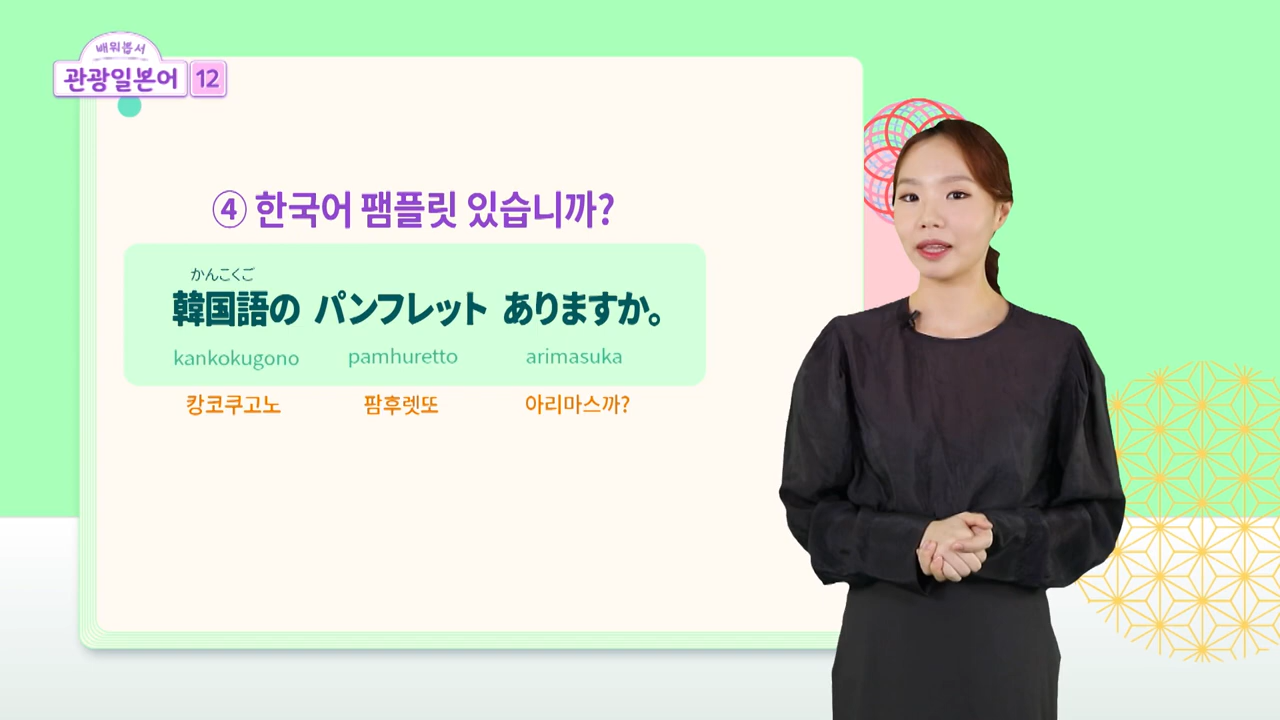 배워봅서
관광일본어 12
④ 한국어 팸플릿 있습니까?
かんこくご
韓国語の パンフレット ありますか。
kankokugono pamhuretto arimasuka
캉코쿠고노 팜후렛또 아리마스까?